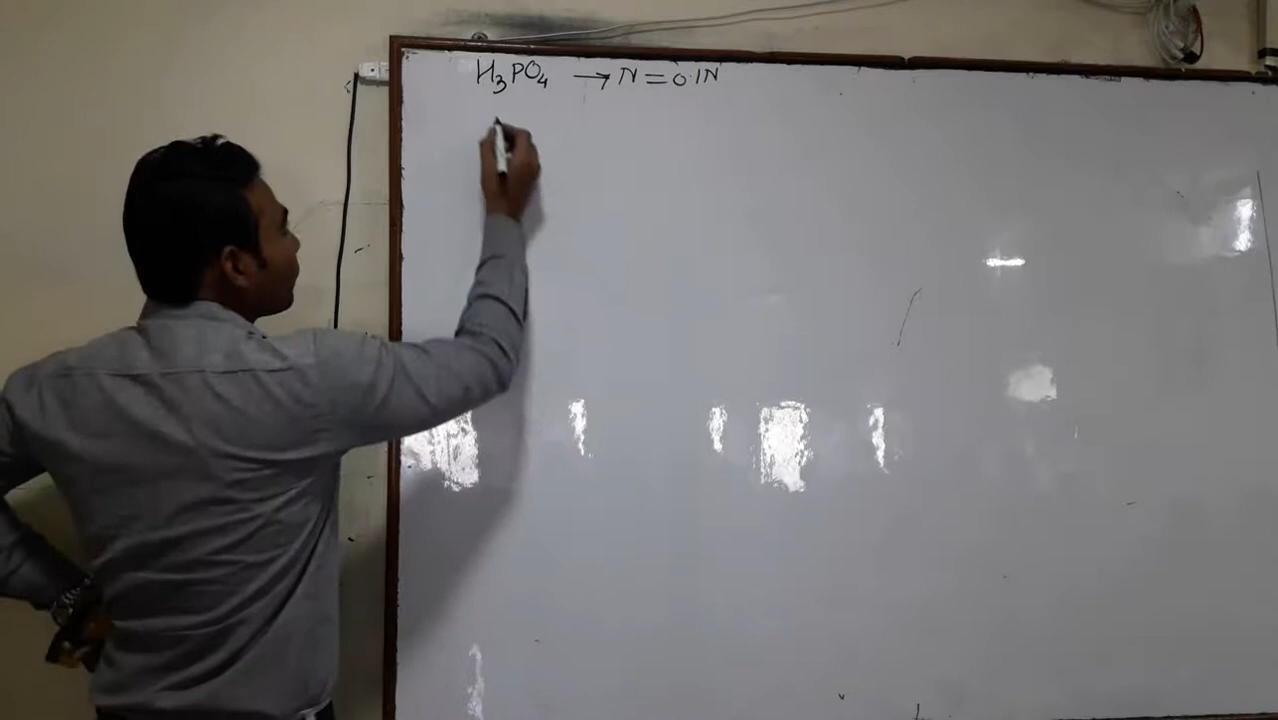 H₃PO₄ → N = 0.1N